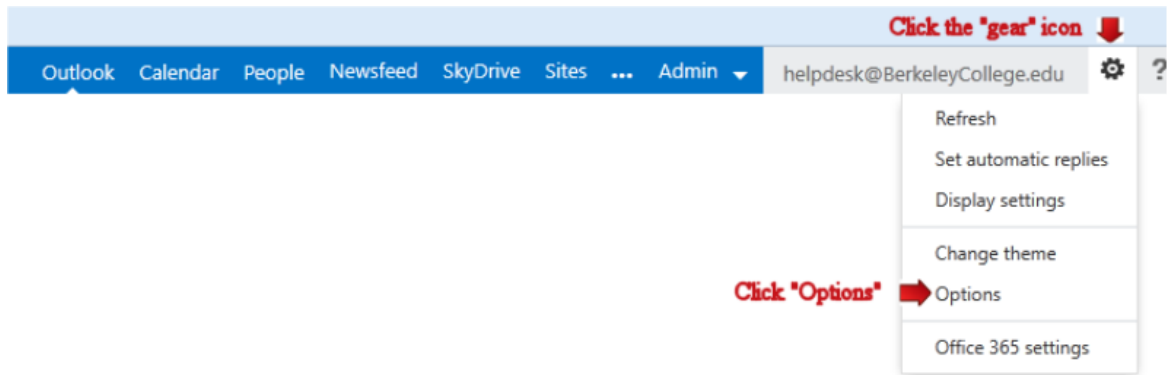 Click the "gear" icon
Outlook Calendar People Newsfeed SkyDrive Sites ... Admin helpdesk@BerkeleyCollege.edu ?
Refresh
Set automatic replies
Display settings
Change theme
Click "Options" Options
Office 365 settings